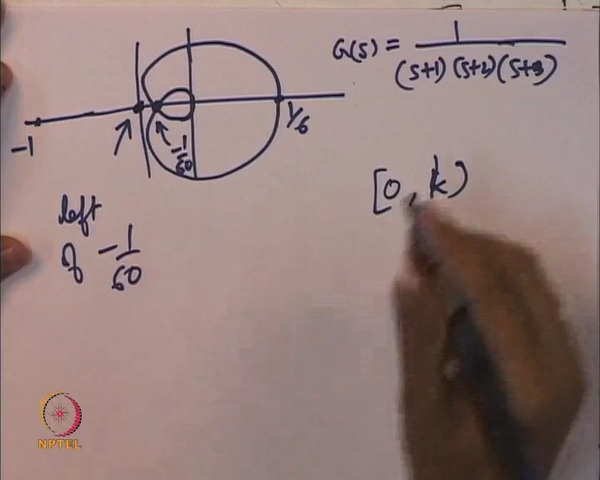 G(s) = 1 / (s+1)(s+2)(s+3)
-1
-1/60
1/6
[0, k)
left
of -1/60
NPTEL